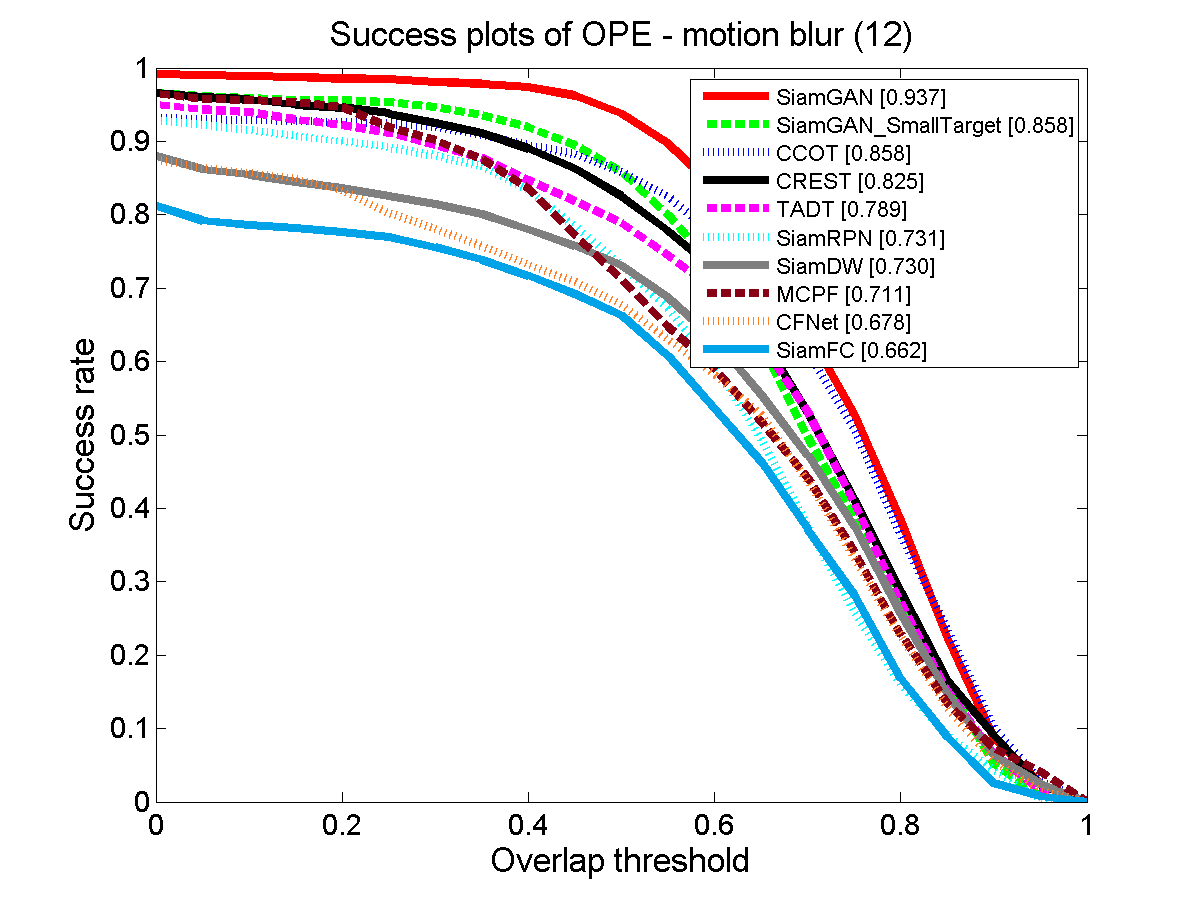 Success plots of OPE - motion blur (12)
1
0.9
0.8
0.7
0.6
0.5
0.4
0.3
0.2
0.1
0
Success rate
SiamGAN [0.937]
SiamGAN_SmallTarget [0.858]
CCOT [0.858]
CREST [0.825]
TADT [0.789]
SiamRPN [0.731]
SiamDW [0.730]
MCPF [0.711]
CFNet [0.678]
SiamFC [0.662]
0 0.2 0.4 0.6 0.8 1
Overlap threshold